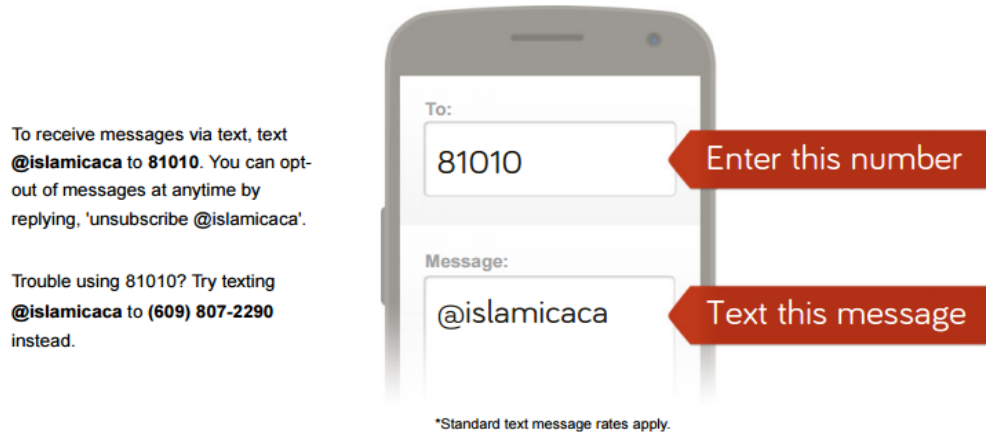 To receive messages via text, text
@islamicaca to 81010. You can opt-
out of messages at anytime by
replying, 'unsubscribe @islamicaca'.
Trouble using 81010? Try texting
@islamicaca to (609) 807-2290
instead.
To:
81010
Enter this number
Message:
@islamicaca
Text this message
*Standard text message rates apply.